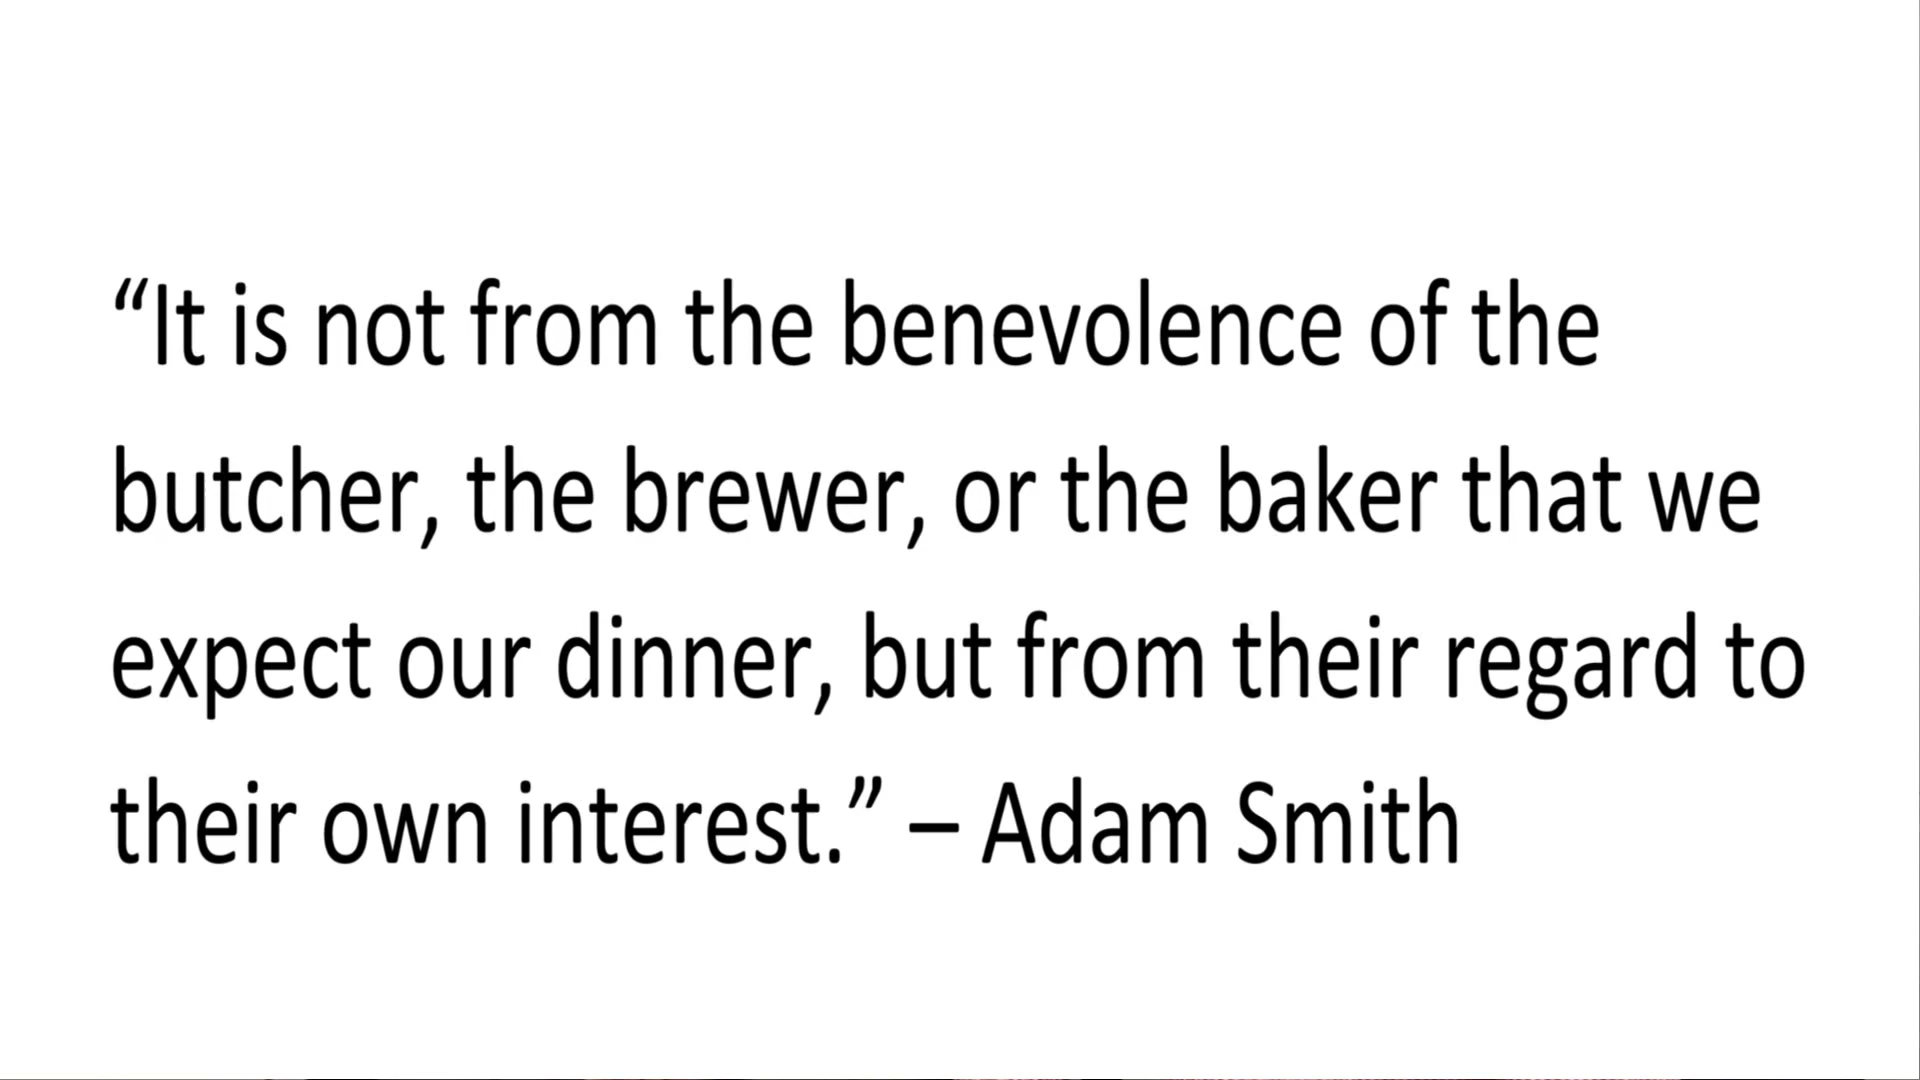 “It is not from the benevolence of the
butcher, the brewer, or the baker that we
expect our dinner, but from their regard to
their own interest.” – Adam Smith